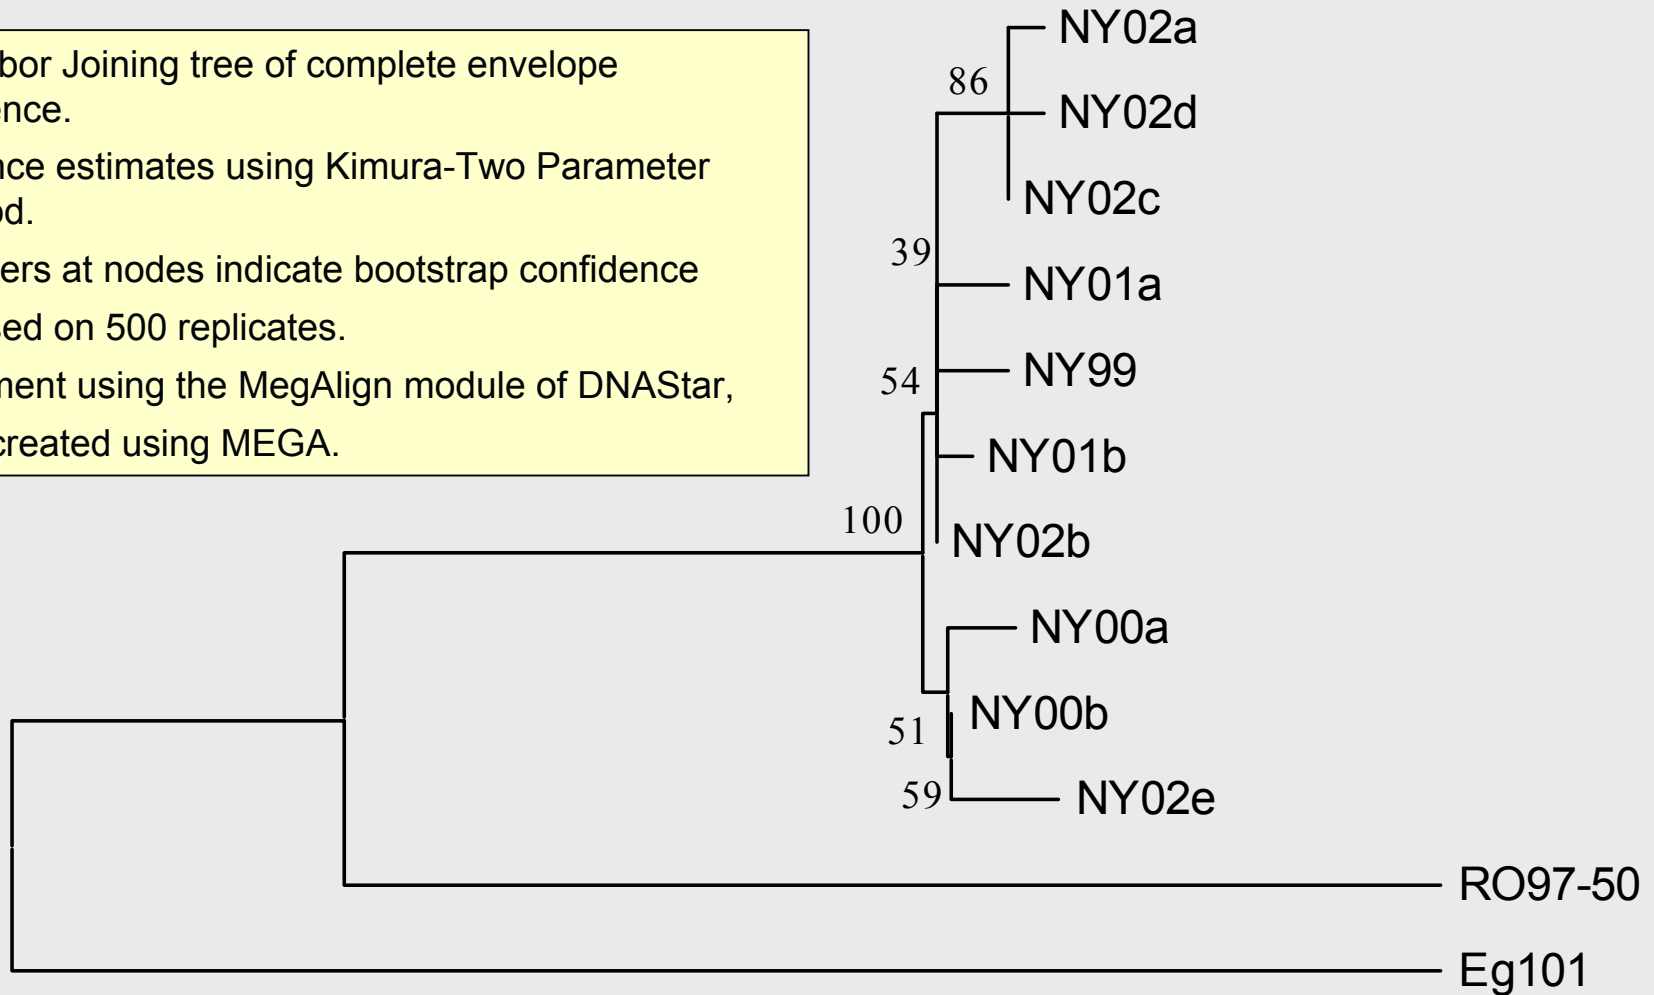 bor Joining tree of complete envelope
ence.
nce estimates using Kimura-Two Parameter
od.
ers at nodes indicate bootstrap confidence
sed on 500 replicates.
ment using the MegAlign module of DNAStar,
created using MEGA.
NY02a
86
NY02d
NY02c
39
NY01a
NY99
54
NY01b
100
NY02b
NY00a
NY00b
51
59
NY02e
RO97-50
Eg101